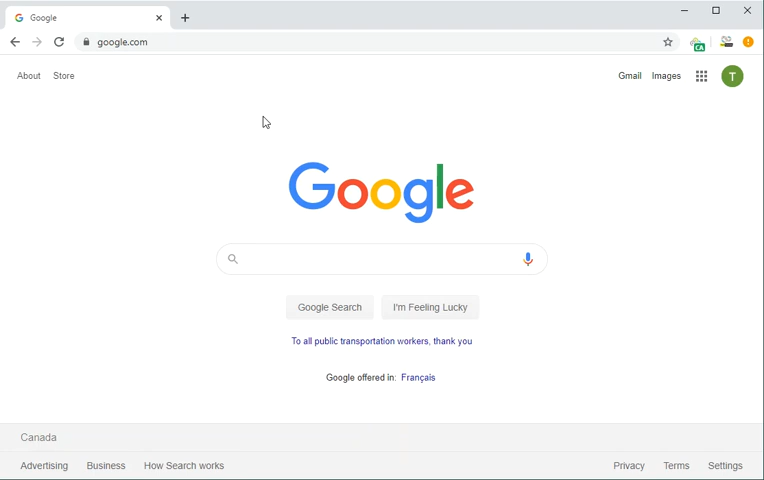 Google
google.com
CA
About Store
Gmail Images
T
Google
Google Search I'm Feeling Lucky
To all public transportation workers, thank you
Google offered in: Français
Canada
Advertising Business How Search works
Privacy Terms Settings